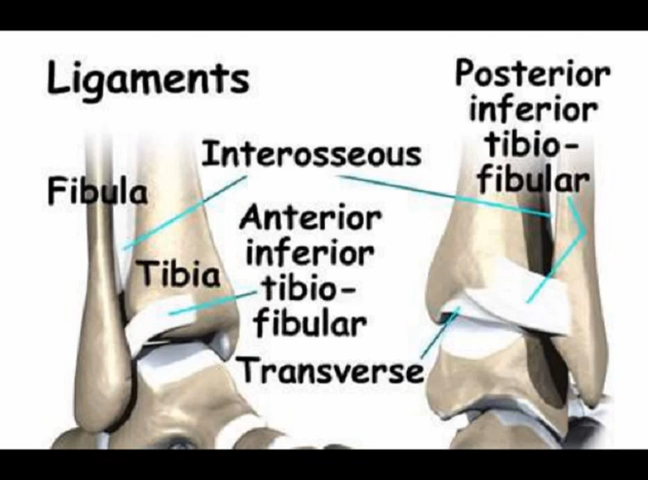 Ligaments
Posterior
inferior
tibio-
fibular
Interosseous
Fibula
Anterior
inferior
tibio-
fibular
Tibia
Transverse